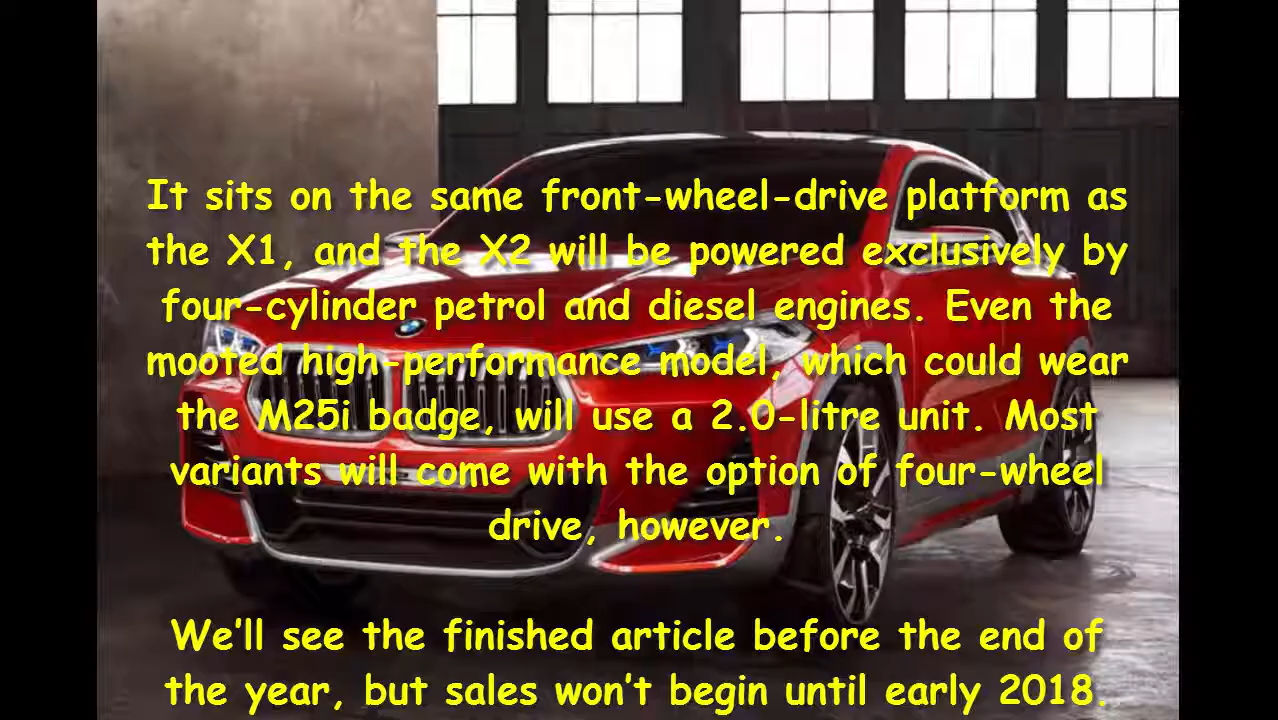 It sits on the same front-wheel-drive platform as
the X1, and the X2 will be powered exclusively by
four-cylinder petrol and diesel engines. Even the
mooted high-performance model, which could wear
the M25i badge, will use a 2.0-litre unit. Most
variants will come with the option of four-wheel
drive, however.
We’ll see the finished article before the end of
the year, but sales won’t begin until early 2018.